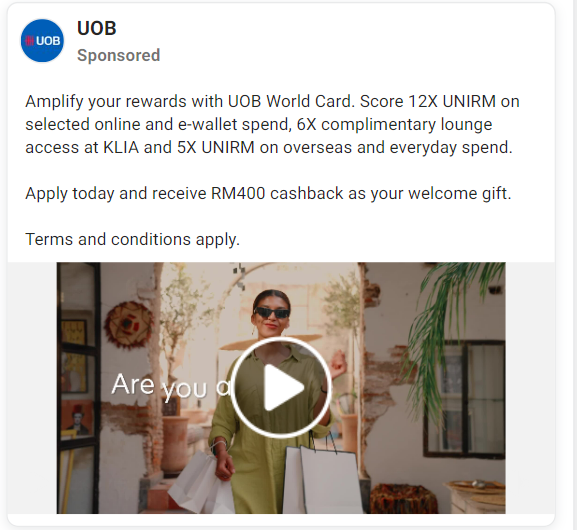 UOB
UOB
Sponsored
Amplify your rewards with UOB World Card. Score 12X UNIRM on
selected online and e-wallet spend, 6X complimentary lounge
access at KLIA and 5X UNIRM on overseas and everyday spend.
Apply today and receive RM400 cashback as your welcome gift.
Terms and conditions apply.
Are you a